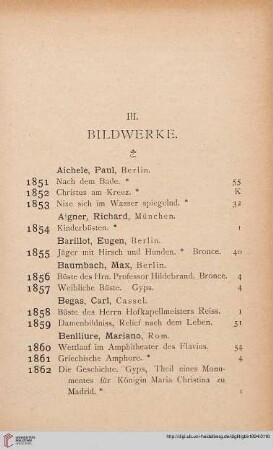 III.
BILDWERKE.
Aichele, Paul, Berlin.
1851 Nach dem Bade. * 55
1852 Christus am Kreuz. * K
1853 Nixe sich im Wasser spiegelnd. * 32
Aigner, Richard, München.
1854 Kinderbüsten. * 1
Barillot, Eugen, Berlin.
1855 Jäger mit Hirsch und Hunden. * Bronce. 40
Baumbach, Max, Berlin.
1856 Büste des Hrn. Professor Hildebrand. Bronce. 4
1857 Weibliche Büste. Gyps. 4
Begas, Carl, Cassel.
1858 Büste des Herrn Hofkapellmeisters Reiss. 1
1859 Damenbildniss, Relief nach dem Leben. 51
Benlliure, Mariano, Rom.
1860 Wettlauf im Amphitheater des Flavius. 54
1861 Griechische Amphore. * 4
1862 Die Geschichte. Gyps, Theil eines Monu-
mentes für Königin Maria Christina zu
Madrid. * 1